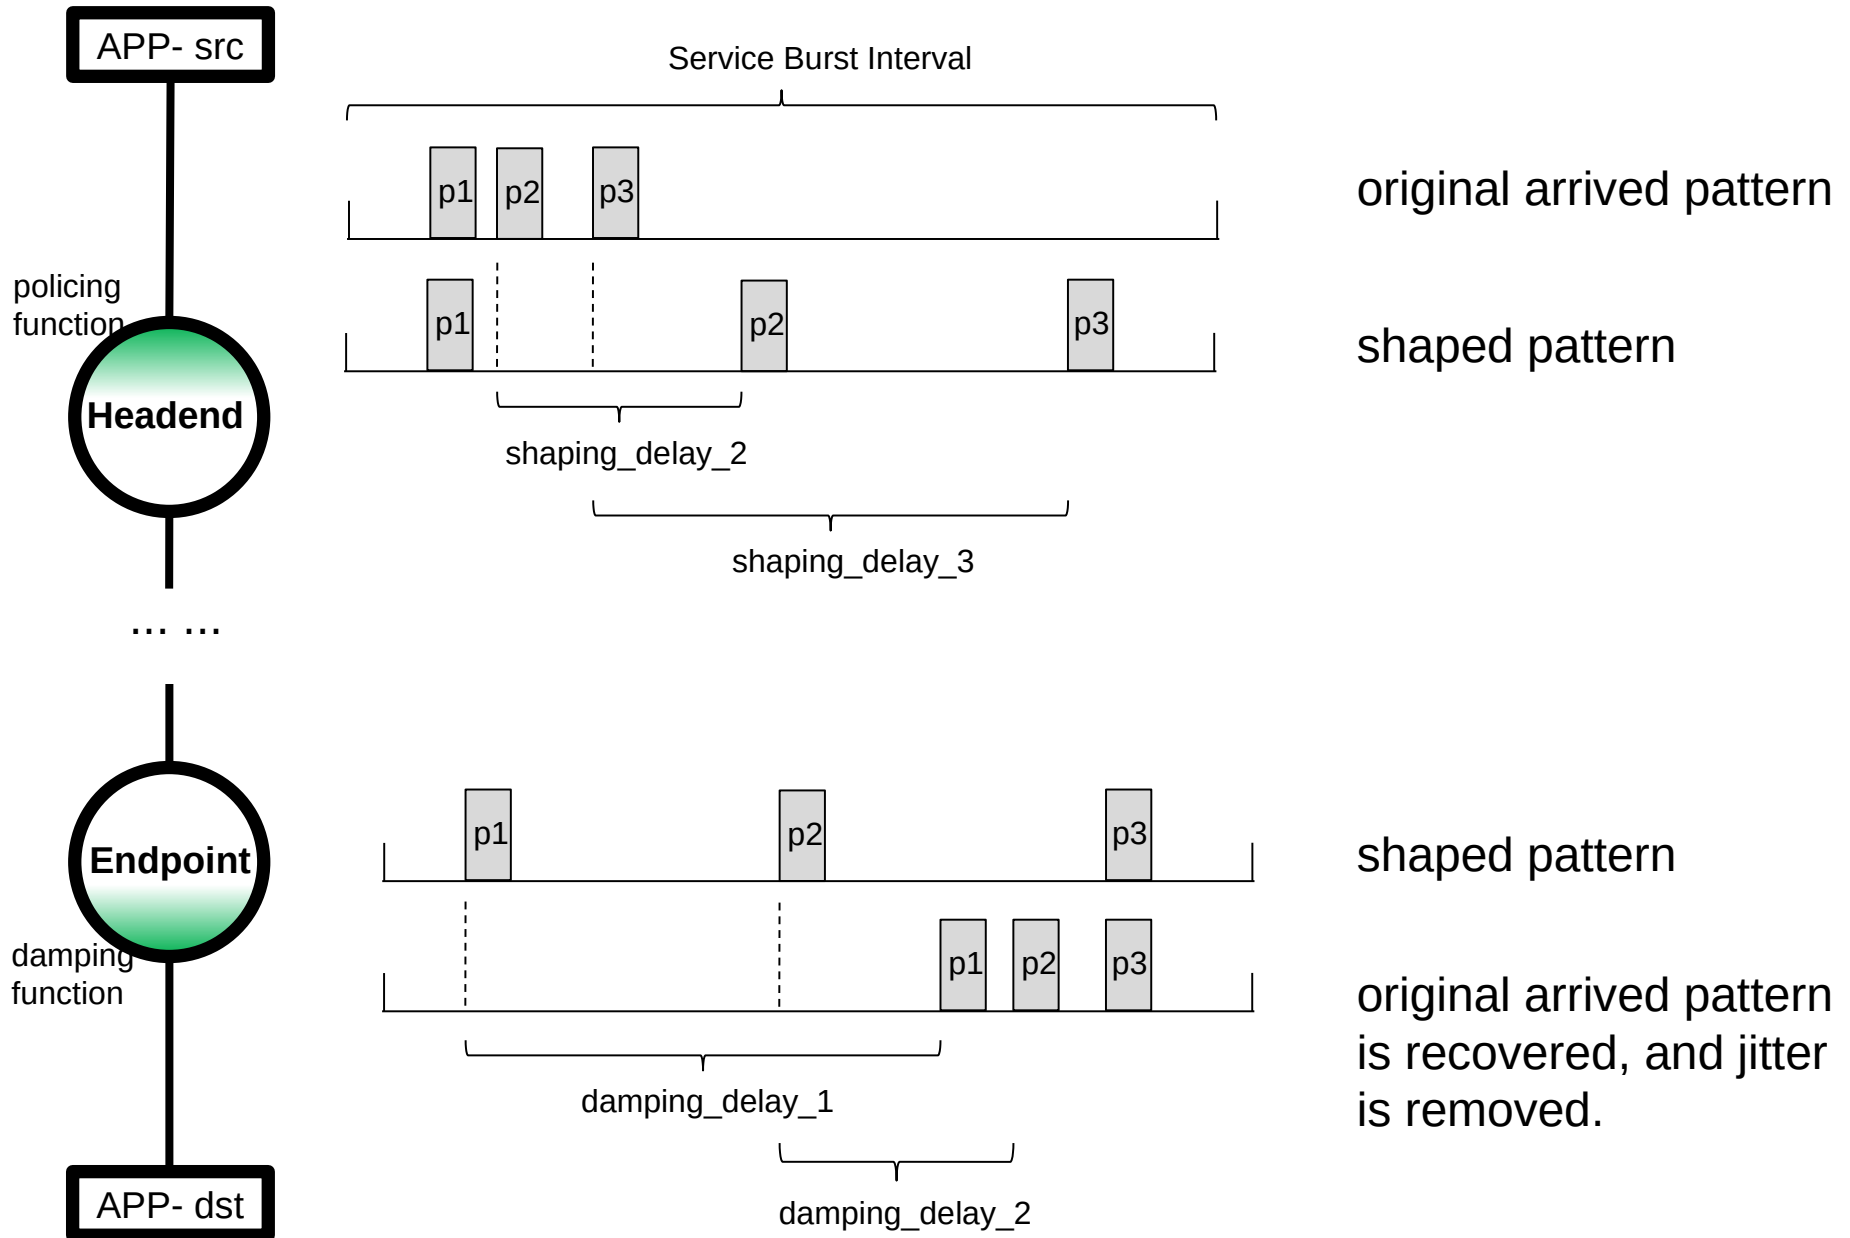 APP- src
Service Burst Interval
p1
p2
p3
original arrived pattern
policing
function
p1
p2
p3
shaped pattern
Headend
shaping_delay_2
shaping_delay_3
... ...
p1
p2
p3
Endpoint
shaped pattern
damping
function
p1
p2
p3
original arrived pattern
is recovered, and jitter
is removed.
damping_delay_1
APP- dst
damping_delay_2